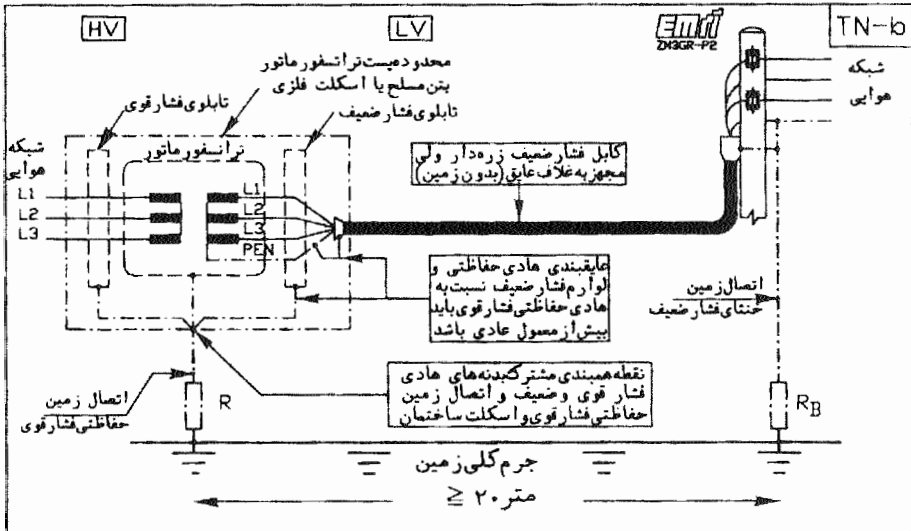 HV
LV
Emri
ZM3GR-P2
TN-b
شبکه
هوایی
محدوده پست ترانسفورماتور
بتن مسلح یا اسکلت فلزی
تابلوی فشار ضعیف
تابلوی فشار قوی
ترانسفورماتور
شبکه
هوایی
L1
L2
L3
L1
L2
L3
PEN
کابل فشار ضعیف زره دار ولی
مجهز به غلاف عایق (بدون زمین)
عایقبندی هادی حفاظتی و
لوازم فشار ضعیف نسبت به
هادی حفاظتی فشار قوی باید
بیش از معمول عادی باشد
اتصال زمین
خنثای فشار ضعیف
نقطه همبندی مشترک بدنه های هادی
فشار قوی و ضعیف و اتصال زمین
حفاظتی فشار قوی و اسکلت ساختمان
اتصال زمین
حفاظتی فشار قوی
R
RB
جرم کلی زمین
≧ ۲۰ متر